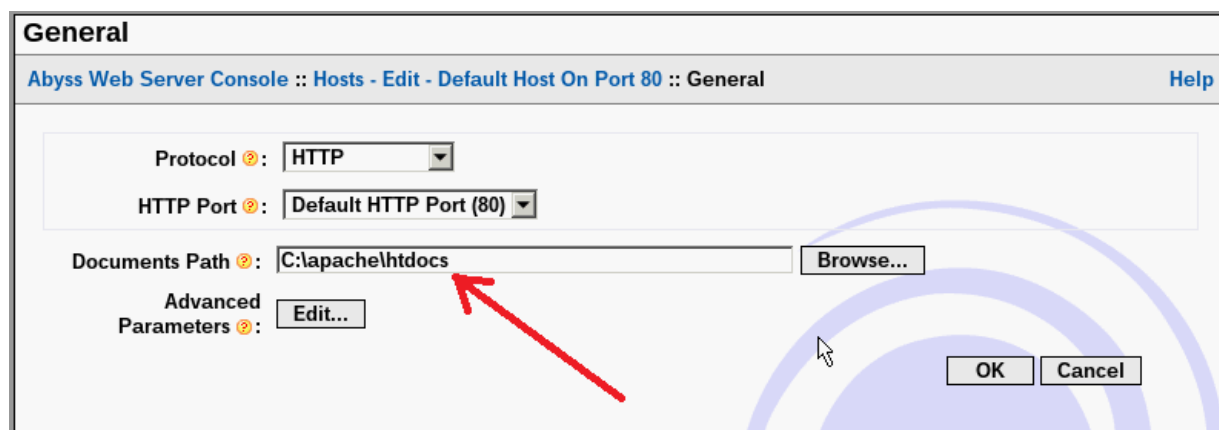 General
Abyss Web Server Console :: Hosts - Edit - Default Host On Port 80 :: General Help
Protocol ?: HTTP
HTTP Port ?: Default HTTP Port (80)
Documents Path ?: C:\apache\htdocs Browse...
Advanced
Parameters ?: Edit...
OK Cancel